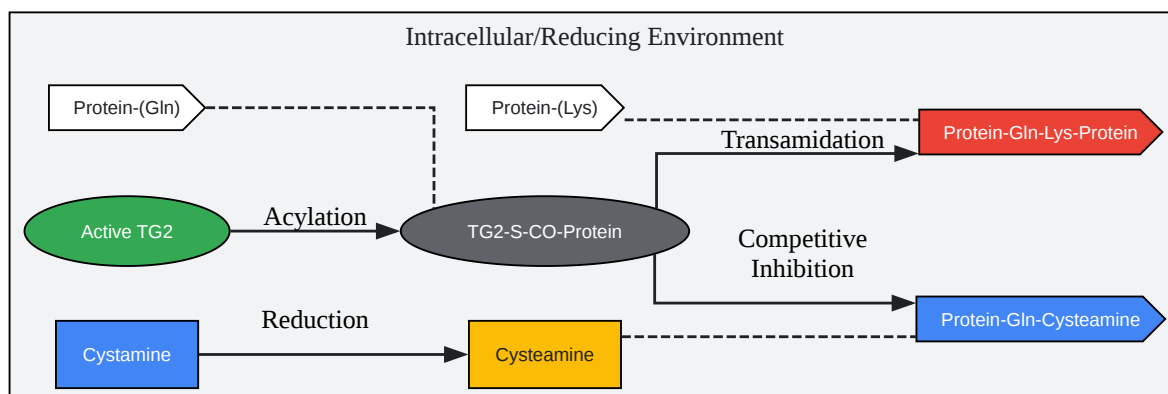 Intracellular/Reducing Environment
Protein-(Gln)
Protein-(Lys)
Protein-Gln-Lys-Protein
Transamidation
Active TG2
Acylation
TG2-S-CO-Protein
Competitive
Inhibition
Cystamine
Reduction
Cysteamine
Protein-Gln-Cysteamine